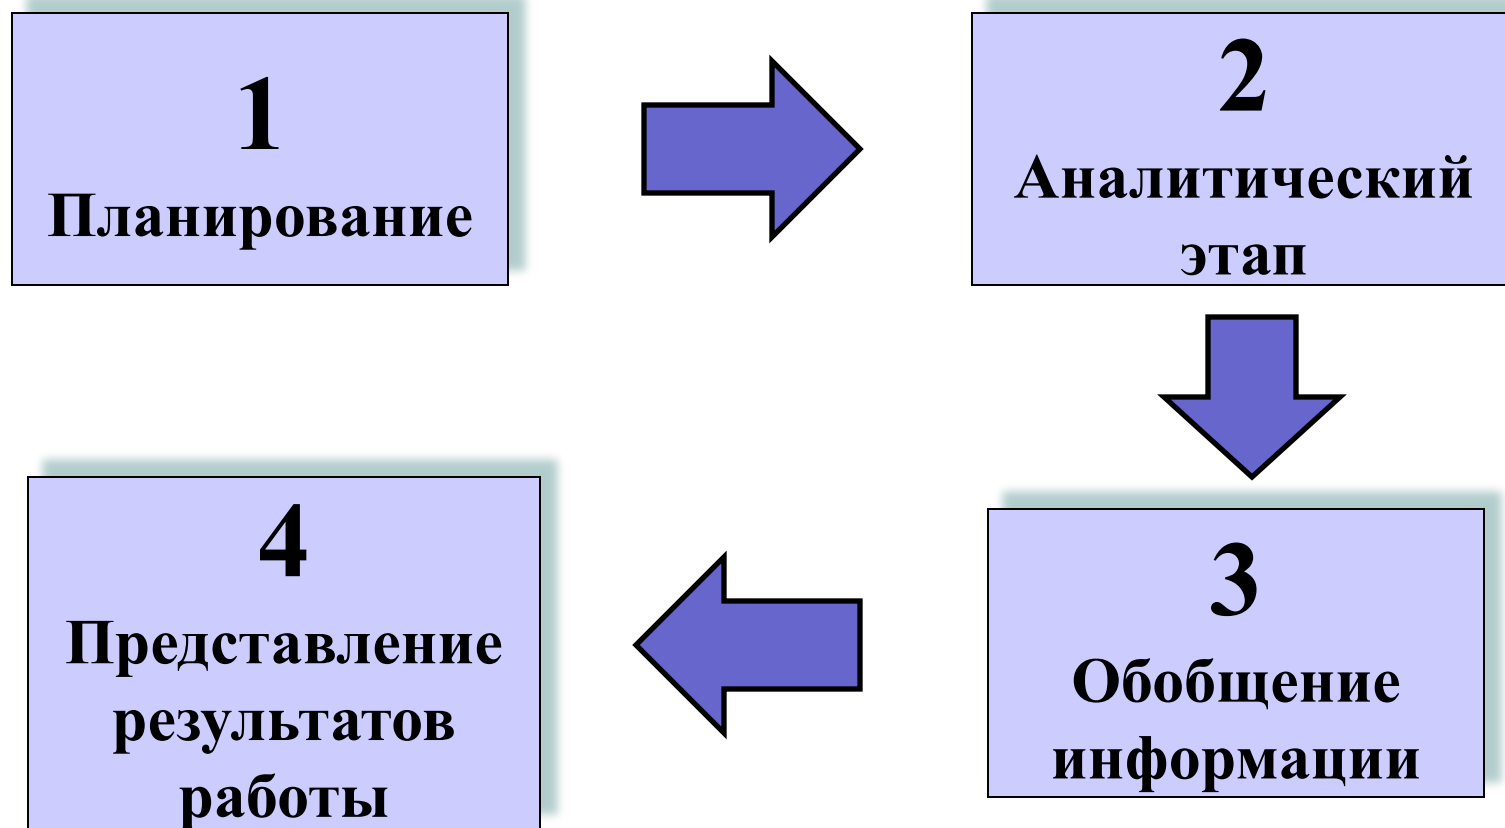 1
Планирование
2
Аналитический
этап
3
Обобщение
информации
4
Представление
результатов
работы